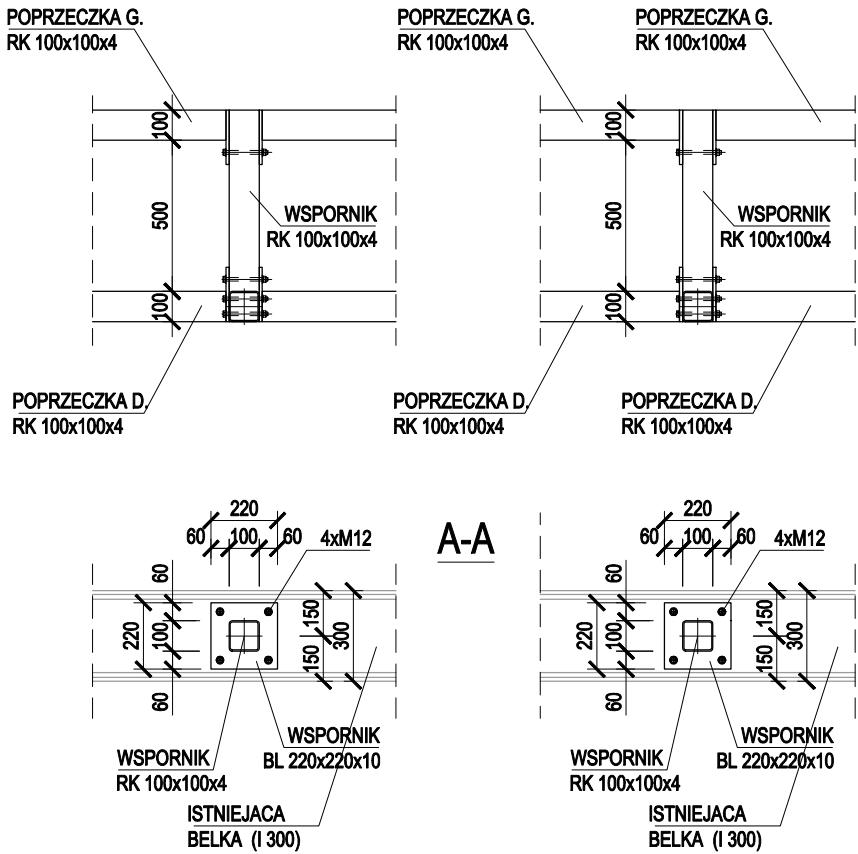 POPRZECZKA G.
RK 100x100x4
POPRZECZKA G.
RK 100x100x4
POPRZECZKA G.
RK 100x100x4
100
500
100
WSPORNIK
RK 100x100x4
100
500
100
WSPORNIK
RK 100x100x4
POPRZECZKA D.
RK 100x100x4
POPRZECZKA D.
RK 100x100x4
POPRZECZKA D.
RK 100x100x4
A-A
220
60 100 60
4xM12
60
220
100
60
150
150
300
WSPORNIK
BL 220x220x10
WSPORNIK
RK 100x100x4
ISTNIEJACA
BELKA (I 300)
220
60 100 60
4xM12
60
220
100
60
150
150
300
WSPORNIK
BL 220x220x10
WSPORNIK
RK 100x100x4
ISTNIEJACA
BELKA (I 300)